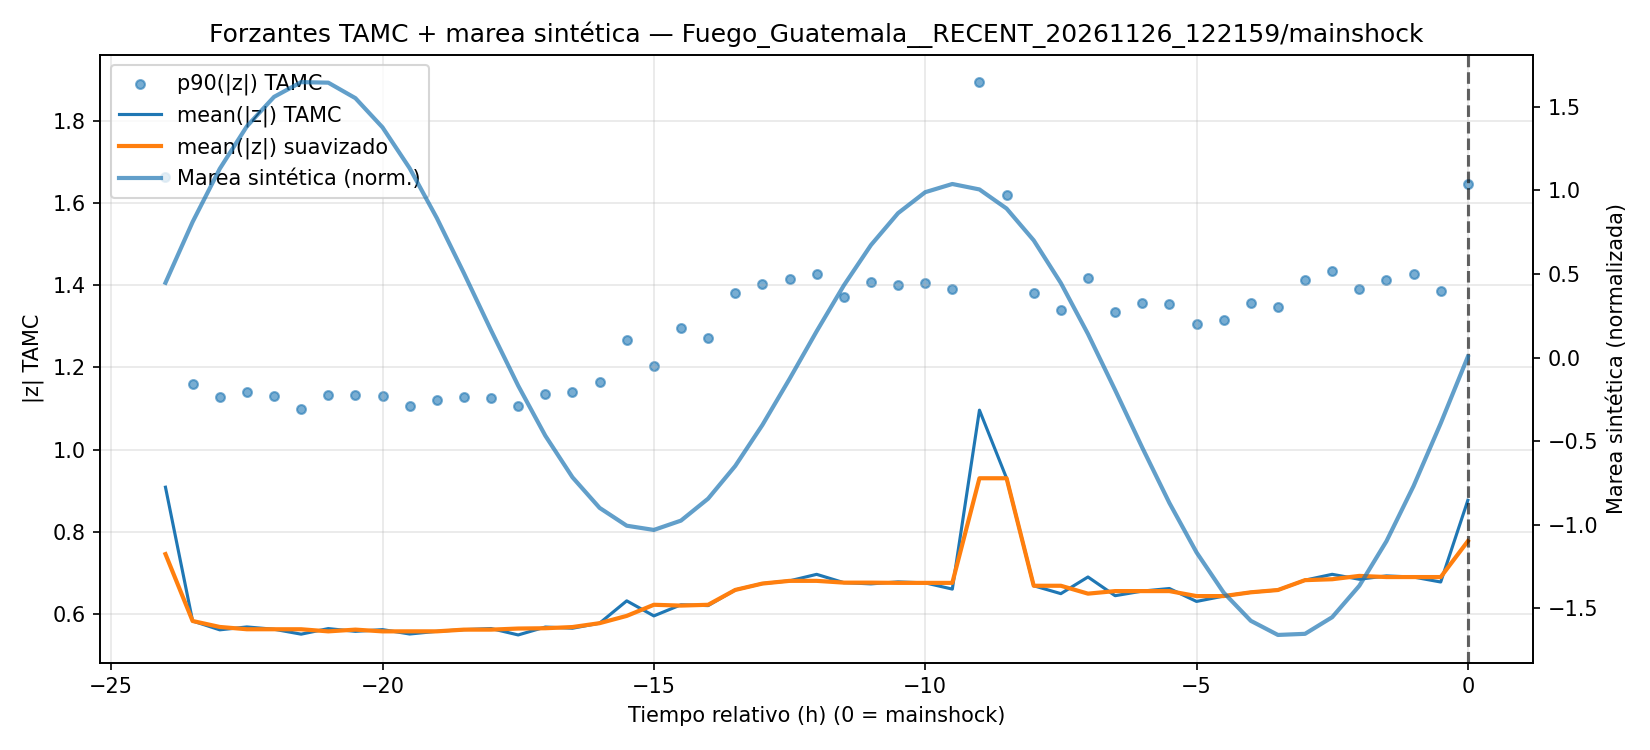 Forzantes TAMC + marea sintética — Fuego_Guatemala__RECENT_20261126_122159/mainshock
p90(|z|) TAMC
mean(|z|) TAMC
mean(|z|) suavizado
Marea sintética (norm.)
|z| TAMC
1.8
1.6
1.4
1.2
1.0
0.8
0.6
1.5
1.0
0.5
0.0
−0.5
−1.0
−1.5
Marea sintética (normalizada)
−25 −20 −15 −10 −5 0
Tiempo relativo (h) (0 = mainshock)